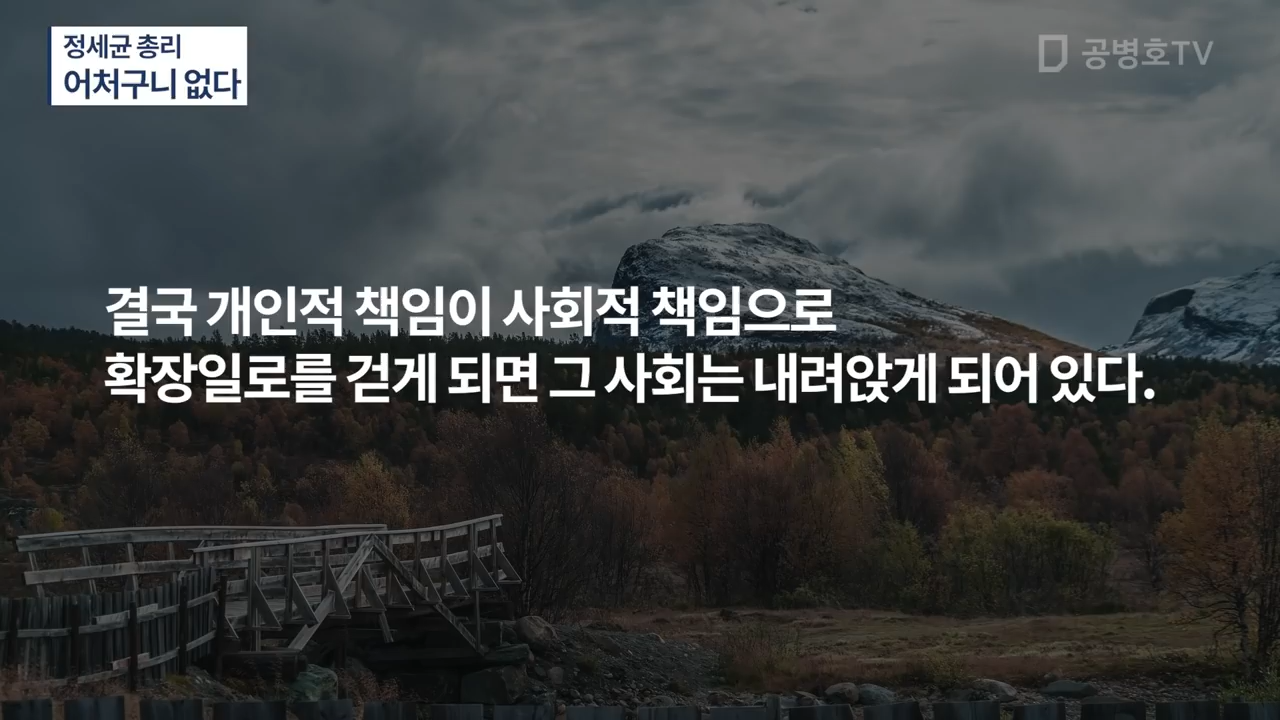 정세균 총리
어처구니 없다
공병호TV
결국 개인적 책임이 사회적 책임으로
확장일로를 걷게 되면 그 사회는 내려앉게 되어 있다.